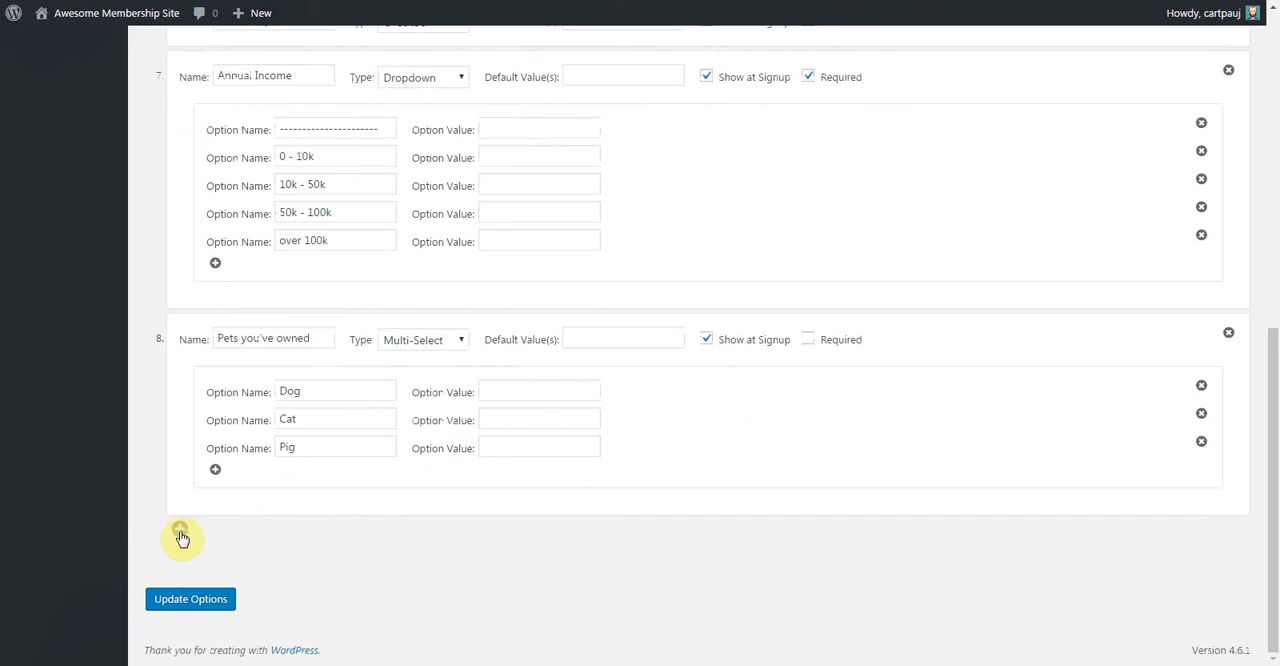 Awesome Membership Site 0 New Howdy, cartpauj
7. Name: Annual Income Type: Dropdown Default Value(s): Show at Signup Required
Option Name: ---------------------- Option Value:
Option Name: 0 - 10k Option Value:
Option Name: 10k - 50k Option Value:
Option Name: 50k - 100k Option Value:
Option Name: over 100k Option Value:
8. Name: Pets you've owned Type: Multi-Select Default Value(s): Show at Signup Required
Option Name: Dog Option Value:
Option Name: Cat Option Value:
Option Name: Pig Option Value:
Update Options
Thank you for creating with WordPress. Version 4.6.1